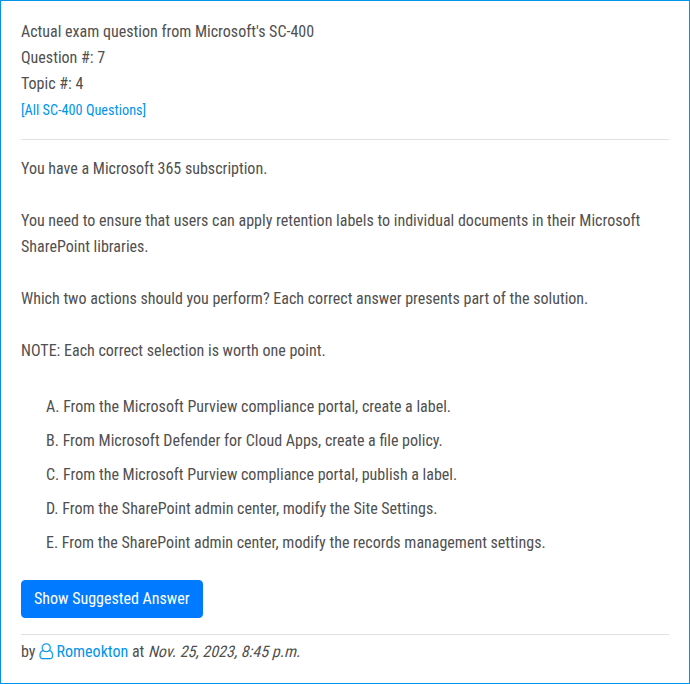 Actual exam question from Microsoft's SC-400
Question #: 7
Topic #: 4
[All SC-400 Questions]
You have a Microsoft 365 subscription.
You need to ensure that users can apply retention labels to individual documents in their Microsoft
SharePoint libraries.
Which two actions should you perform? Each correct answer presents part of the solution.
NOTE: Each correct selection is worth one point.
A. From the Microsoft Purview compliance portal, create a label.
B. From Microsoft Defender for Cloud Apps, create a file policy.
C. From the Microsoft Purview compliance portal, publish a label.
D. From the SharePoint admin center, modify the Site Settings.
E. From the SharePoint admin center, modify the records management settings.
Show Suggested Answer
by Romeokton at Nov. 25, 2023, 8:45 p.m.